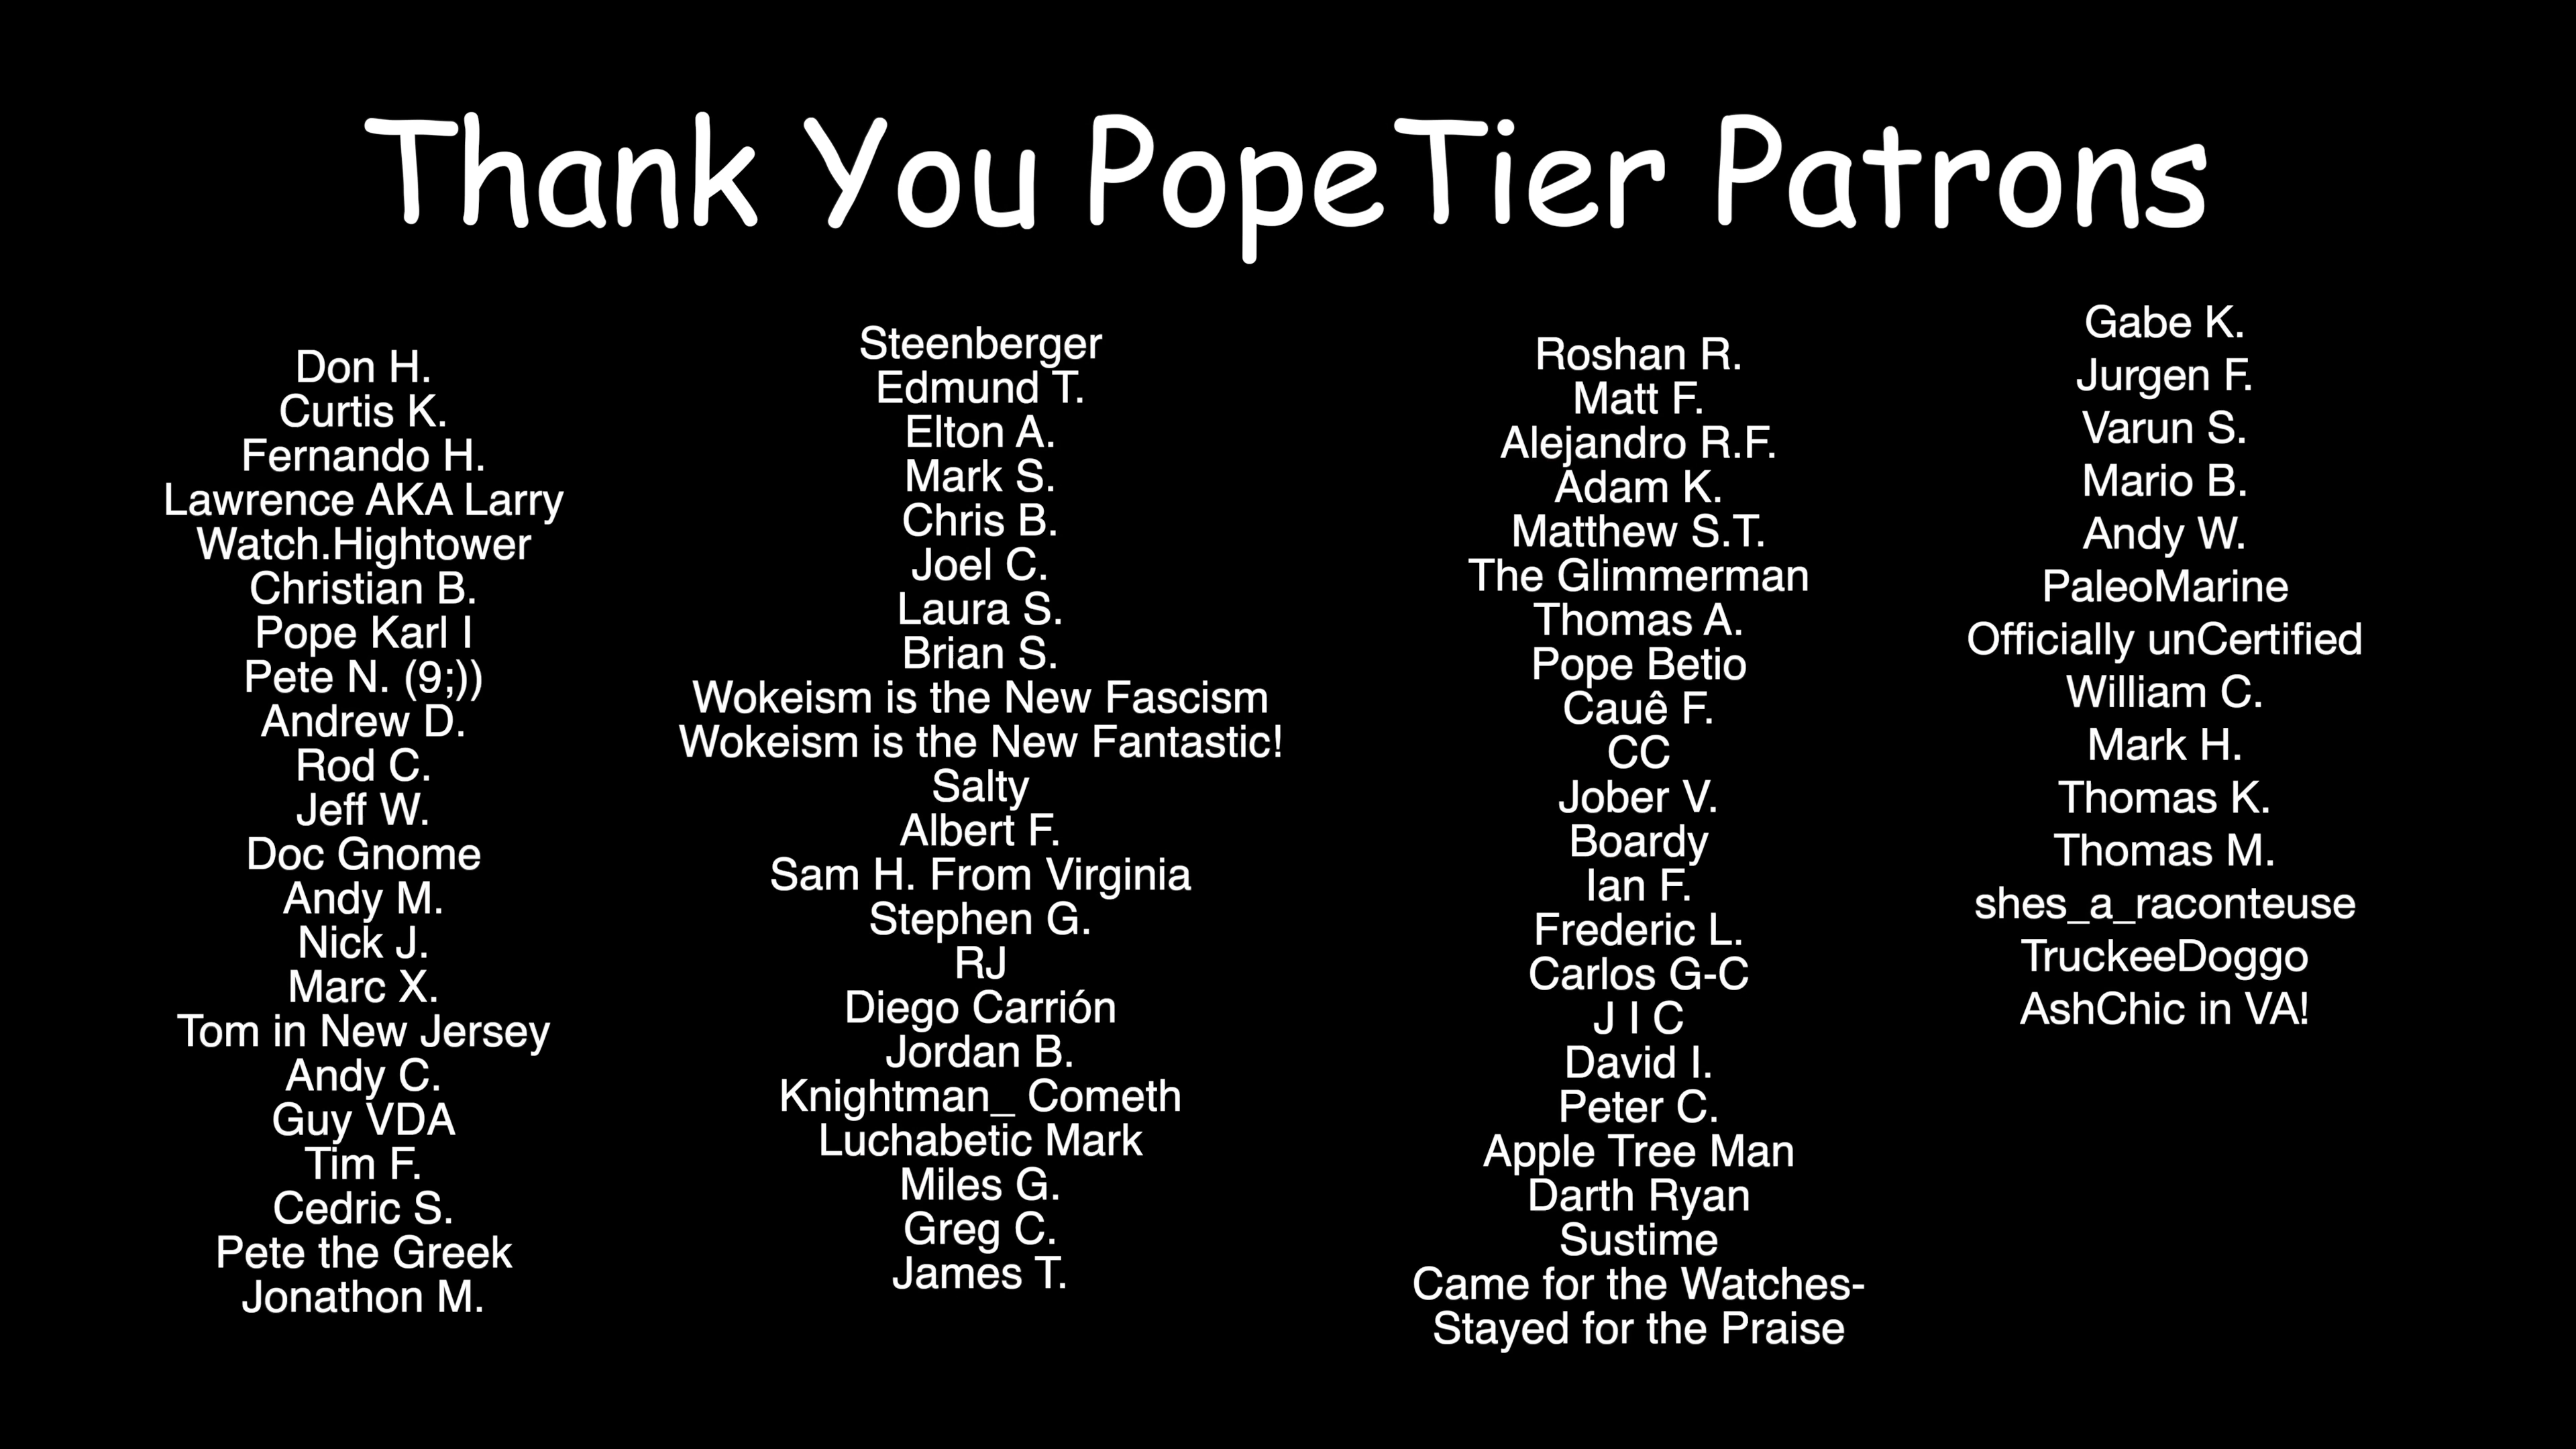 Thank You PopeTier Patrons
Don H.
Curtis K.
Fernando H.
Lawrence AKA Larry
Watch.Hightower
Christian B.
Pope Karl I
Pete N. (9;))
Andrew D.
Rod C.
Jeff W.
Doc Gnome
Andy M.
Nick J.
Marc X.
Tom in New Jersey
Andy C.
Guy VDA
Tim F.
Cedric S.
Pete the Greek
Jonathon M.
Steenberger
Edmund T.
Elton A.
Mark S.
Chris B.
Joel C.
Laura S.
Brian S.
Wokeism is the New Fascism
Wokeism is the New Fantastic!
Salty
Albert F.
Sam H. From Virginia
Stephen G.
RJ
Diego Carrión
Jordan B.
Knightman_ Cometh
Luchabetic Mark
Miles G.
Greg C.
James T.
Roshan R.
Matt F.
Alejandro R.F.
Adam K.
Matthew S.T.
The Glimmerman
Thomas A.
Pope Betio
Cauê F.
CC
Jober V.
Boardy
Ian F.
Frederic L.
Carlos G-C
J I C
David I.
Peter C.
Apple Tree Man
Darth Ryan
Sustime
Came for the Watches-
Stayed for the Praise
Gabe K.
Jurgen F.
Varun S.
Mario B.
Andy W.
PaleoMarine
Officially unCertified
William C.
Mark H.
Thomas K.
Thomas M.
shes_a_raconteuse
TruckeeDoggo
AshChic in VA!